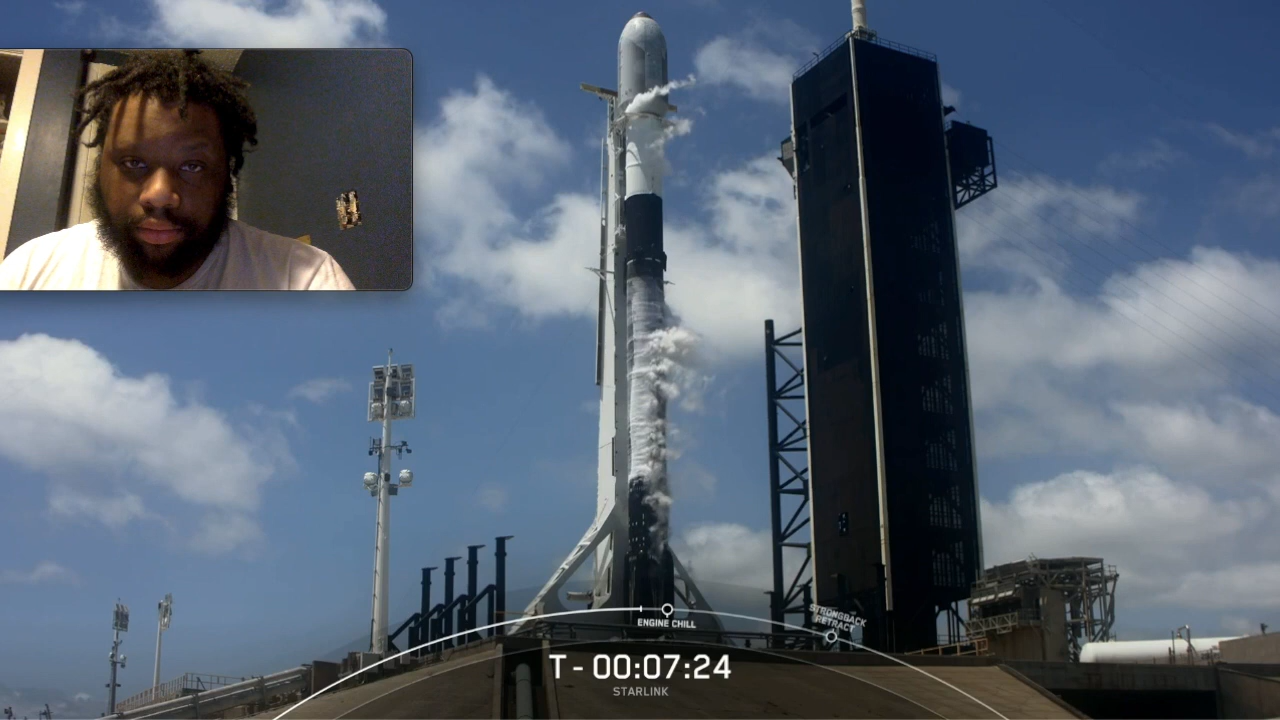 ENGINE CHILL
STRONGBACK
RETRACT
T - 00:07:24
STARLINK